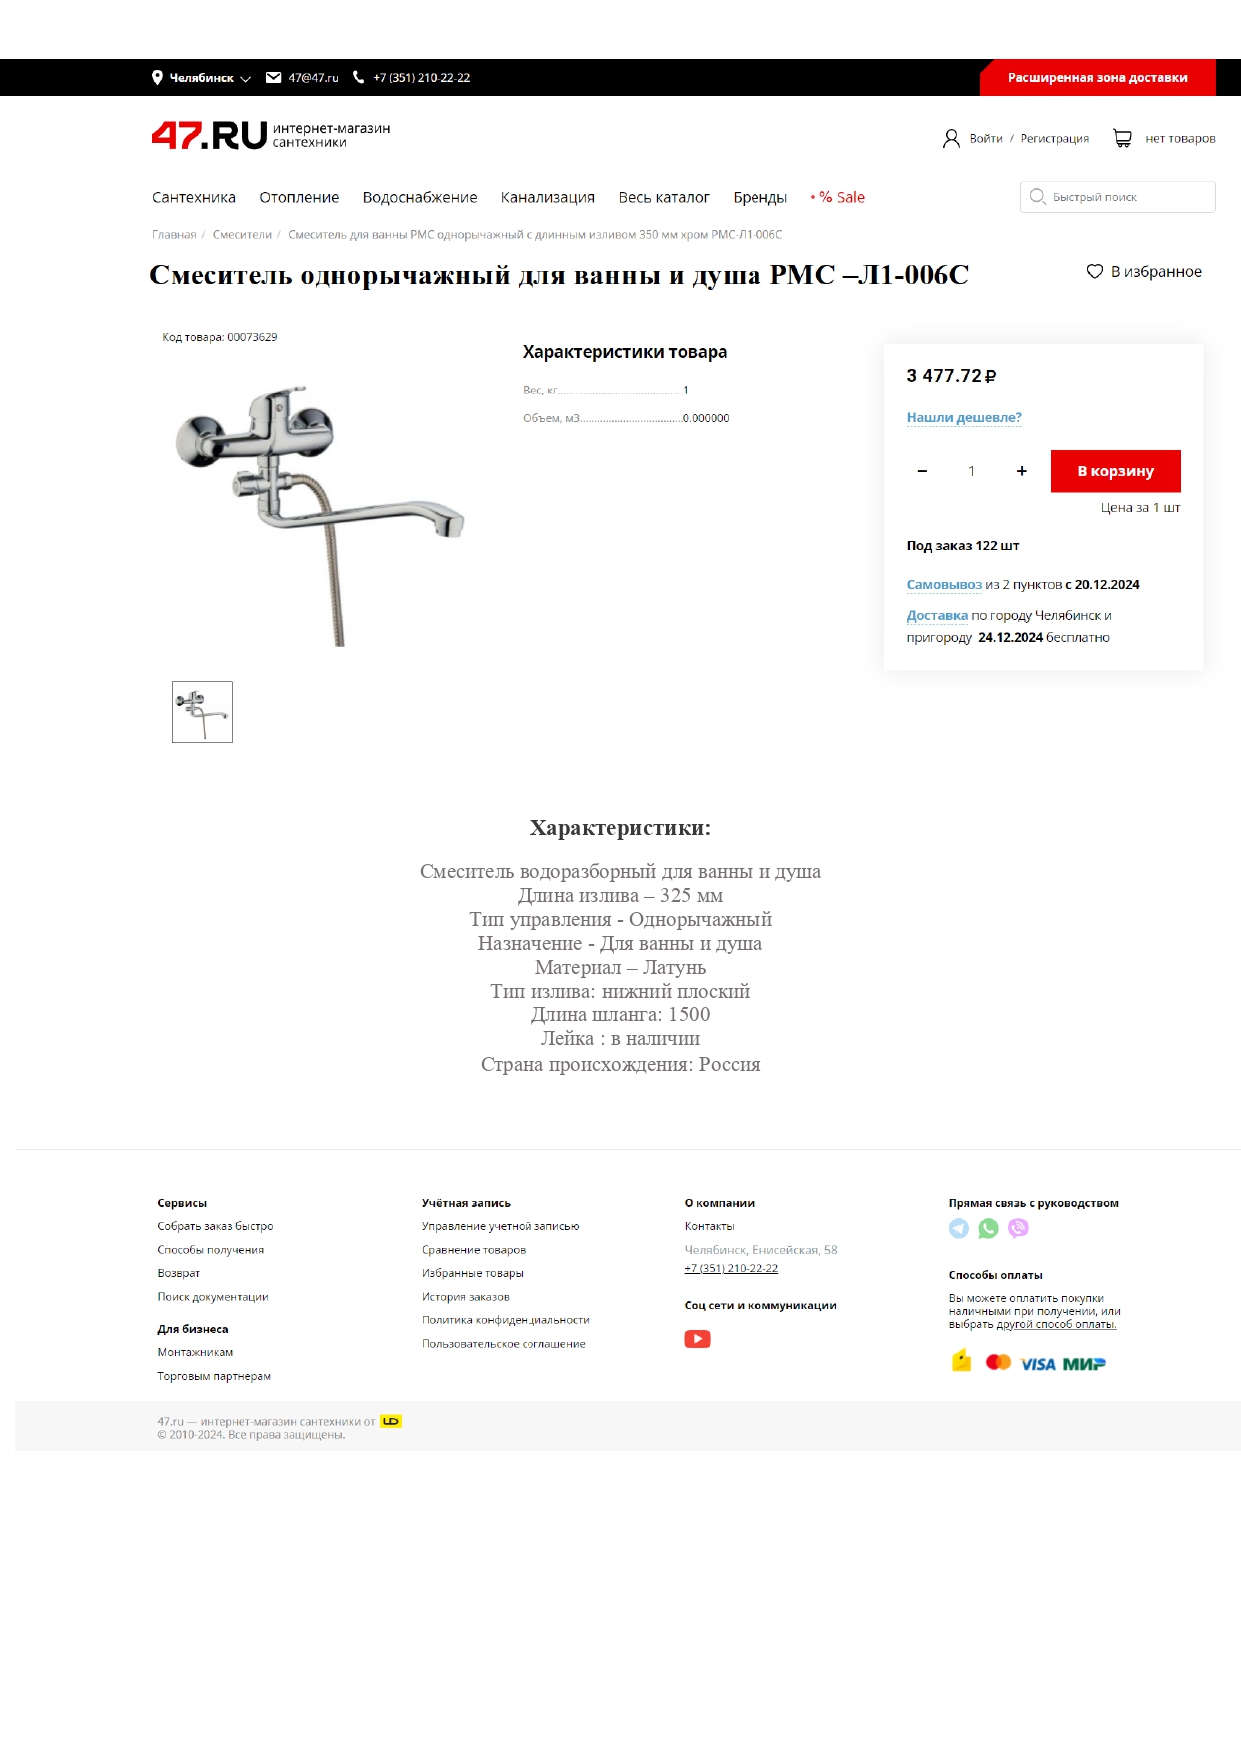 Челябинск 47@47.ru +7 (351) 210-22-22 Расширенная зона доставки
47.RU интернет-магазин сантехники
Войти / Регистрация нет товаров
Сантехника Отопление Водоснабжение Канализация Весь каталог Бренды • % Sale Быстрый поиск
Главная / Смесители / Смеситель для ванны РМС однорычажный с длинным изливом 350 мм хром РМС-Л1-006С
Смеситель однорычажный для ванны и душа РМС –Л1-006С
В избранное
Код товара: 00073629
Характеристики товара
Вес, кг 1
Объем, м3 0.000000
3 477.72 ₽
Нашли дешевле?
− 1 + В корзину
Цена за 1 шт
Под заказ 122 шт
Самовывоз из 2 пунктов с 20.12.2024
Доставка по городу Челябинск и
пригороду 24.12.2024 бесплатно
Характеристики:
Смеситель водоразборный для ванны и душа
Длина излива – 325 мм
Тип управления - Однорычажный
Назначение - Для ванны и душа
Материал – Латунь
Тип излива: нижний плоский
Длина шланга: 1500
Лейка : в наличии
Страна происхождения: Россия
Сервисы
Собрать заказ быстро
Способы получения
Возврат
Поиск документации
Для бизнеса
Монтажникам
Торговым партнерам
Учётная запись
Управление учетной записью
Сравнение товаров
Избранные товары
История заказов
Политика конфиденциальности
Пользовательское соглашение
О компании
Контакты
Челябинск, Енисейская, 58
+7 (351) 210-22-22
Соц сети и коммуникации
Прямая связь с руководством
Способы оплаты
Вы можете оплатить покупки
наличными при получении, или
выбрать другой способ оплаты.
VISA МИР
47.ru — интернет-магазин сантехники от
© 2010-2024. Все права защищены.